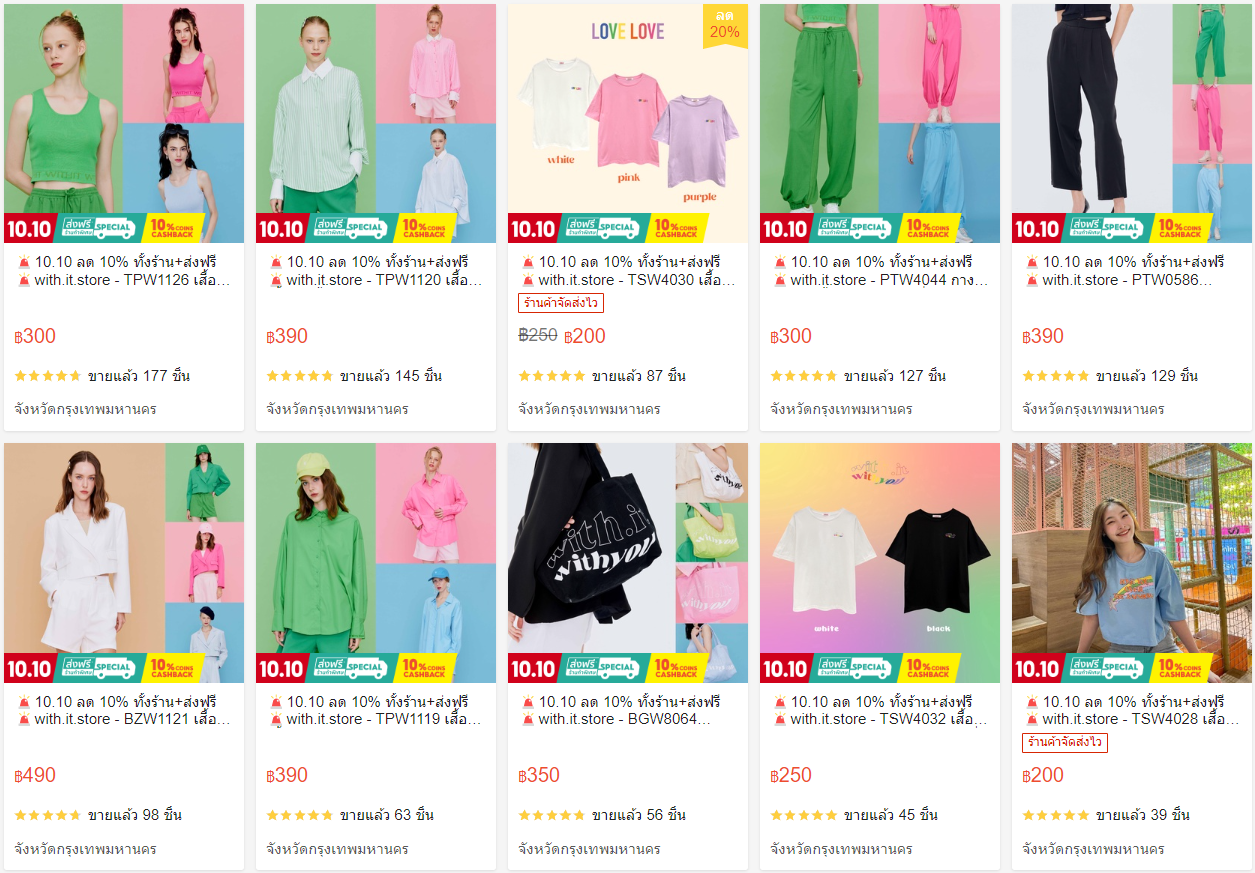 10.10 ส่งฟรี SPECIAL 10% COINS CASHBACK
🚨 10.10 ลด 10% ทั้งร้าน+ส่งฟรี
🚨 with.it.store - TPW1126 เสื้อ...
฿300
ขายแล้ว 177 ชิ้น
จังหวัดกรุงเทพมหานคร
10.10 ส่งฟรี SPECIAL 10% COINS CASHBACK
🚨 10.10 ลด 10% ทั้งร้าน+ส่งฟรี
🚨 with.it.store - TPW1120 เสื้อ...
฿390
ขายแล้ว 145 ชิ้น
จังหวัดกรุงเทพมหานคร
LOVE LOVE
ลด
20%
white
pink
purple
10.10 ส่งฟรี SPECIAL 10% COINS CASHBACK
🚨 10.10 ลด 10% ทั้งร้าน+ส่งฟรี
🚨 with.it.store - TSW4030 เสื้อ...
ร้านค้าจัดส่งไว
฿250 ฿200
ขายแล้ว 87 ชิ้น
จังหวัดกรุงเทพมหานคร
10.10 ส่งฟรี SPECIAL 10% COINS CASHBACK
🚨 10.10 ลด 10% ทั้งร้าน+ส่งฟรี
🚨 with.it.store - PTW4044 กาง...
฿300
ขายแล้ว 127 ชิ้น
จังหวัดกรุงเทพมหานคร
10.10 ส่งฟรี SPECIAL 10% COINS CASHBACK
🚨 10.10 ลด 10% ทั้งร้าน+ส่งฟรี
🚨 with.it.store - PTW0586...
฿390
ขายแล้ว 129 ชิ้น
จังหวัดกรุงเทพมหานคร
10.10 ส่งฟรี SPECIAL 10% COINS CASHBACK
🚨 10.10 ลด 10% ทั้งร้าน+ส่งฟรี
🚨 with.it.store - BZW1121 เสื้อ...
฿490
ขายแล้ว 98 ชิ้น
จังหวัดกรุงเทพมหานคร
10.10 ส่งฟรี SPECIAL 10% COINS CASHBACK
🚨 10.10 ลด 10% ทั้งร้าน+ส่งฟรี
🚨 with.it.store - TPW1119 เสื้อ...
฿390
ขายแล้ว 63 ชิ้น
จังหวัดกรุงเทพมหานคร
with.it
withyou
10.10 ส่งฟรี SPECIAL 10% COINS CASHBACK
🚨 10.10 ลด 10% ทั้งร้าน+ส่งฟรี
🚨 with.it.store - BGW8064...
฿350
ขายแล้ว 56 ชิ้น
จังหวัดกรุงเทพมหานคร
with.it
with you
white
black
10.10 ส่งฟรี SPECIAL 10% COINS CASHBACK
🚨 10.10 ลด 10% ทั้งร้าน+ส่งฟรี
🚨 with.it.store - TSW4032 เสื้อ...
฿250
ขายแล้ว 45 ชิ้น
จังหวัดกรุงเทพมหานคร
10.10 ส่งฟรี SPECIAL 10% COINS CASHBACK
🚨 10.10 ลด 10% ทั้งร้าน+ส่งฟรี
🚨 with.it.store - TSW4028 เสื้อ...
ร้านค้าจัดส่งไว
฿200
ขายแล้ว 39 ชิ้น
จังหวัดกรุงเทพมหานคร